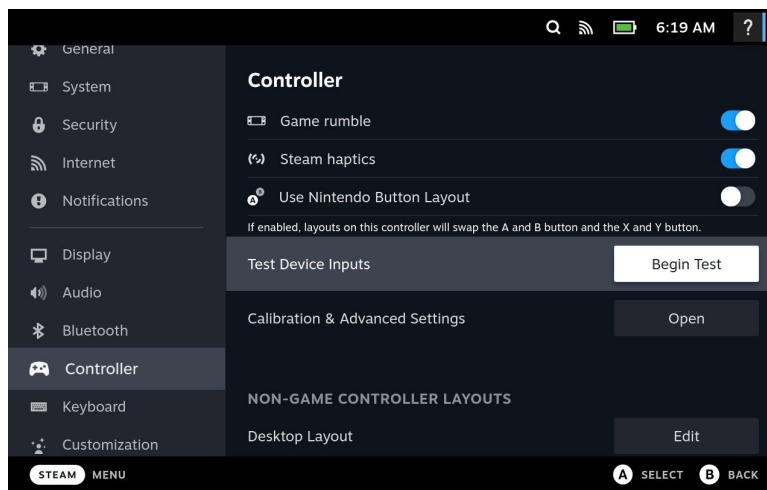 6:19 AM ?
General
System
Security
Internet
Notifications
Display
Audio
Bluetooth
Controller
Keyboard
Customization
Controller
Game rumble
Steam haptics
Use Nintendo Button Layout
If enabled, layouts on this controller will swap the A and B button and the X and Y button.
Test Device Inputs Begin Test
Calibration & Advanced Settings Open
NON-GAME CONTROLLER LAYOUTS
Desktop Layout Edit
STEAM MENU A SELECT B BACK